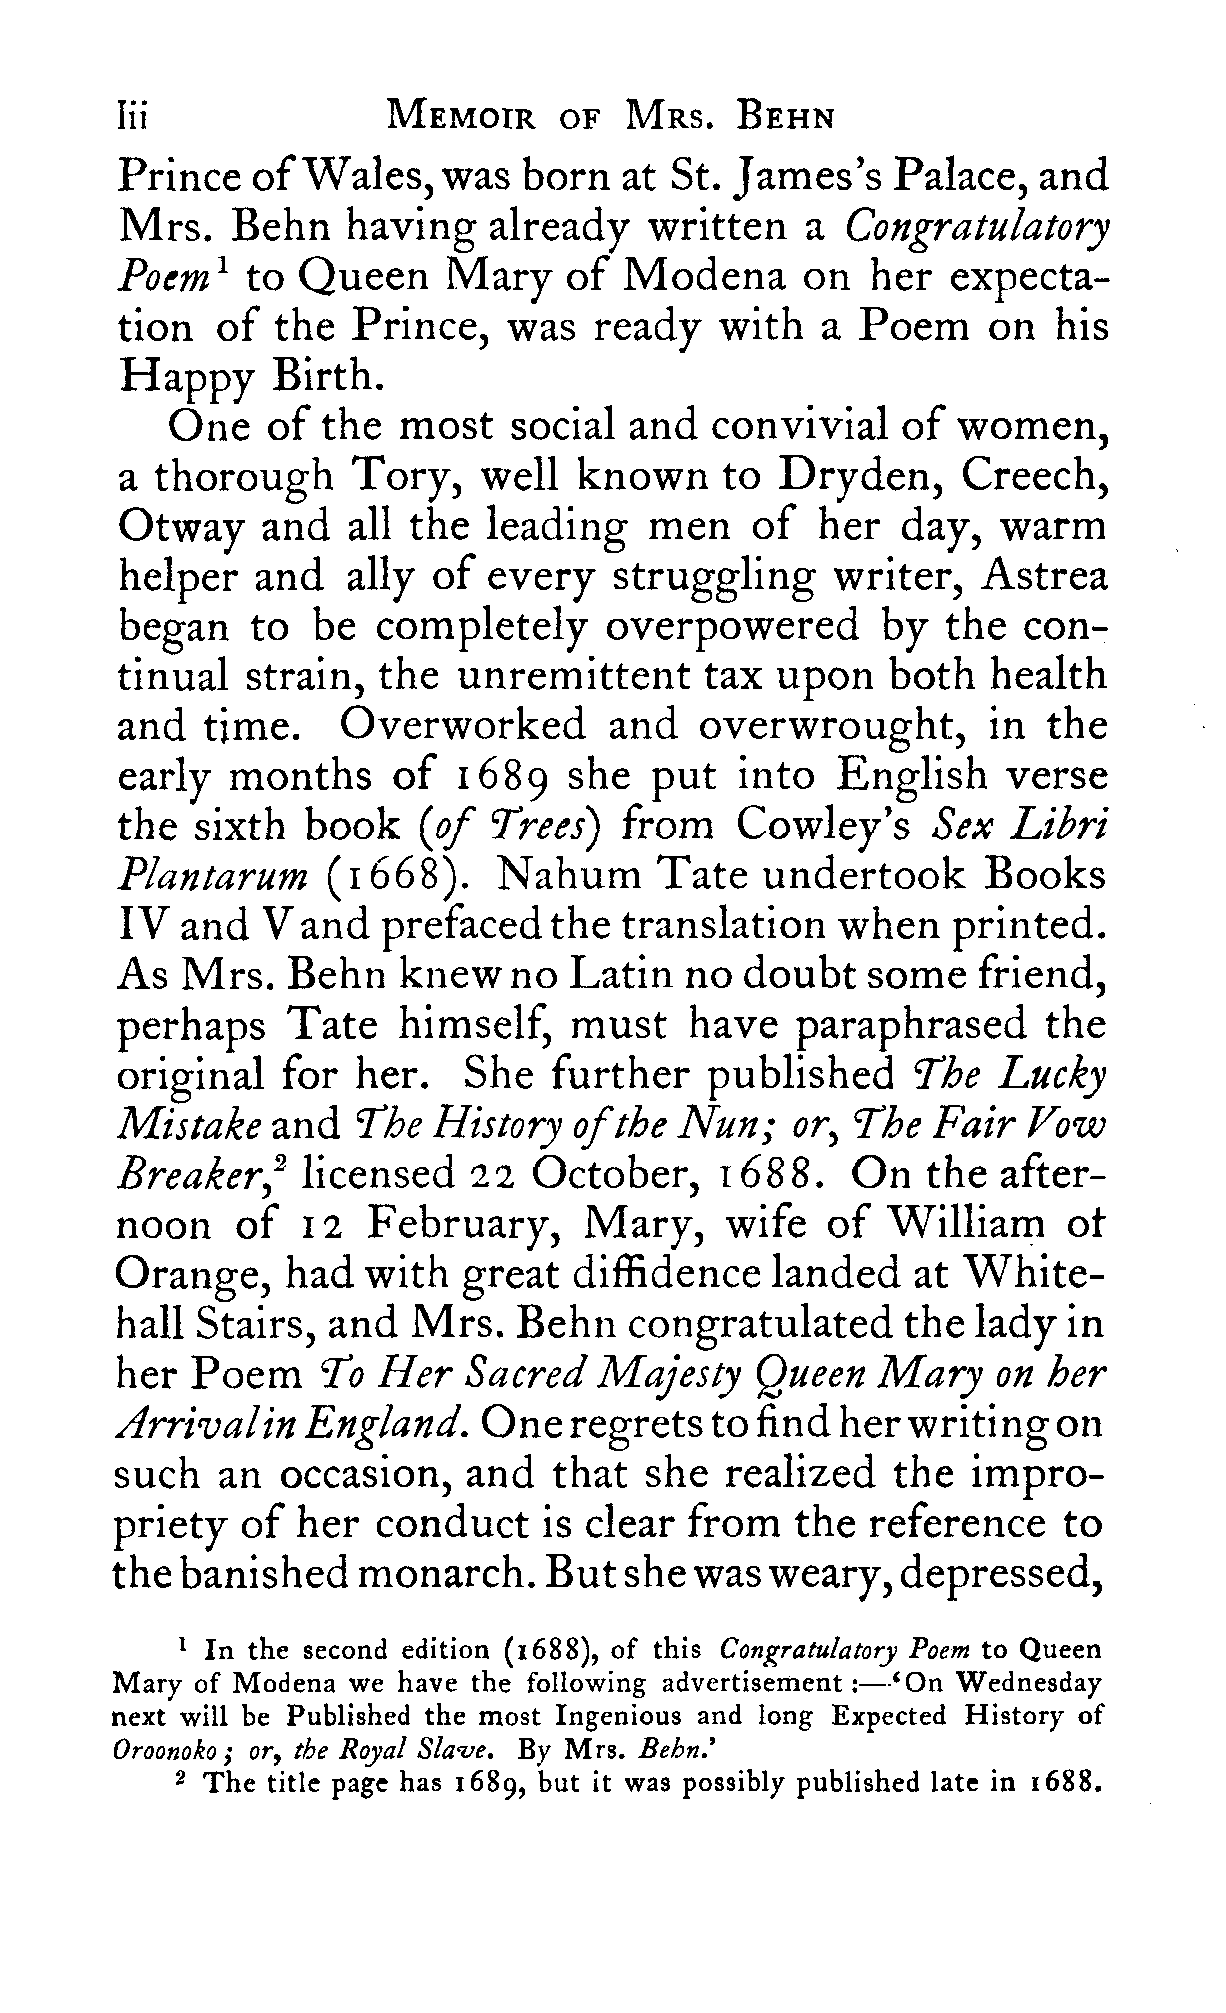 lii MEMOIR OF MRS. BEHN
Prince of Wales, was born at St. James's Palace, and
Mrs. Behn having already written a Congratulatory
Poem¹ to Queen Mary of Modena on her expecta-
tion of the Prince, was ready with a Poem on his
Happy Birth.
One of the most social and convivial of women,
a thorough Tory, well known to Dryden, Creech,
Otway and all the leading men of her day, warm
helper and ally of every struggling writer, Astrea
began to be completely overpowered by the con-
tinual strain, the unremittent tax upon both health
and time. Overworked and overwrought, in the
early months of 1689 she put into English verse
the sixth book (of Trees) from Cowley's Sex Libri
Plantarum (1668). Nahum Tate undertook Books
IV and V and prefaced the translation when printed.
As Mrs. Behn knew no Latin no doubt some friend,
perhaps Tate himself, must have paraphrased the
original for her. She further published The Lucky
Mistake and The History of the Nun; or, The Fair Vow
Breaker,² licensed 22 October, 1688. On the after-
noon of 12 February, Mary, wife of William of
Orange, had with great diffidence landed at White-
hall Stairs, and Mrs. Behn congratulated the lady in
her Poem To Her Sacred Majesty Queen Mary on her
Arrival in England. One regrets to find her writing on
such an occasion, and that she realized the impro-
priety of her conduct is clear from the reference to
the banished monarch. But she was weary, depressed,
¹ In the second edition (1688), of this Congratulatory Poem to Queen
Mary of Modena we have the following advertisement:—'On Wednesday
next will be Published the most Ingenious and long Expected History of
Oroonoko; or, the Royal Slave. By Mrs. Behn.'
² The title page has 1689, but it was possibly published late in 1688.